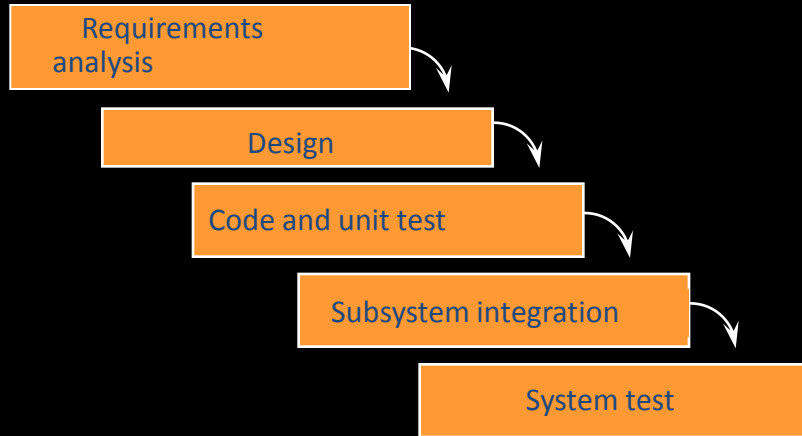 Requirements
analysis
Design
Code and unit test
Subsystem integration
System test